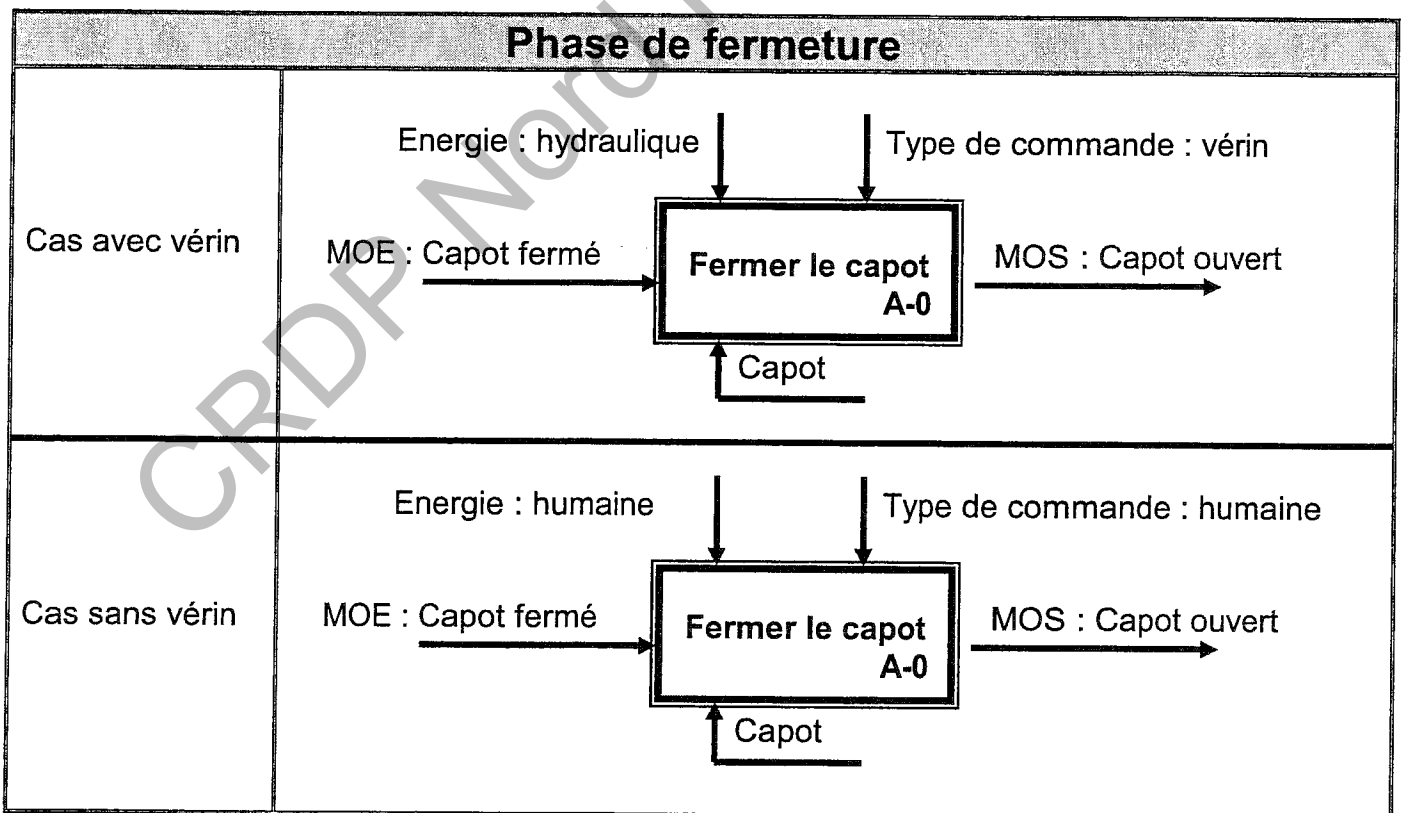 Phase de fermeture
Energie : hydraulique
Type de commande : vérin
Cas avec vérin
MOE : Capot fermé
Fermer le capot
A-0
MOS : Capot ouvert
Capot
Energie : humaine
Type de commande : humaine
Cas sans vérin
MOE : Capot fermé
Fermer le capot
A-0
MOS : Capot ouvert
Capot
CRDP Nord